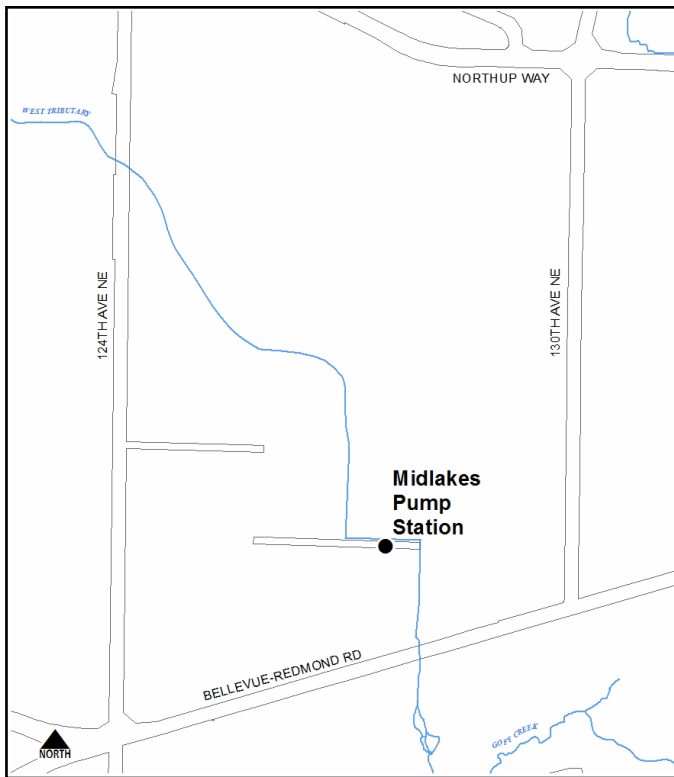 NORTHUP WAY
WEST TRIBUTARY
124TH AVE NE
130TH AVE NE
Midlakes
Pump
Station
BELLEVUE-REDMOND RD
GOFF CREEK
NORTH